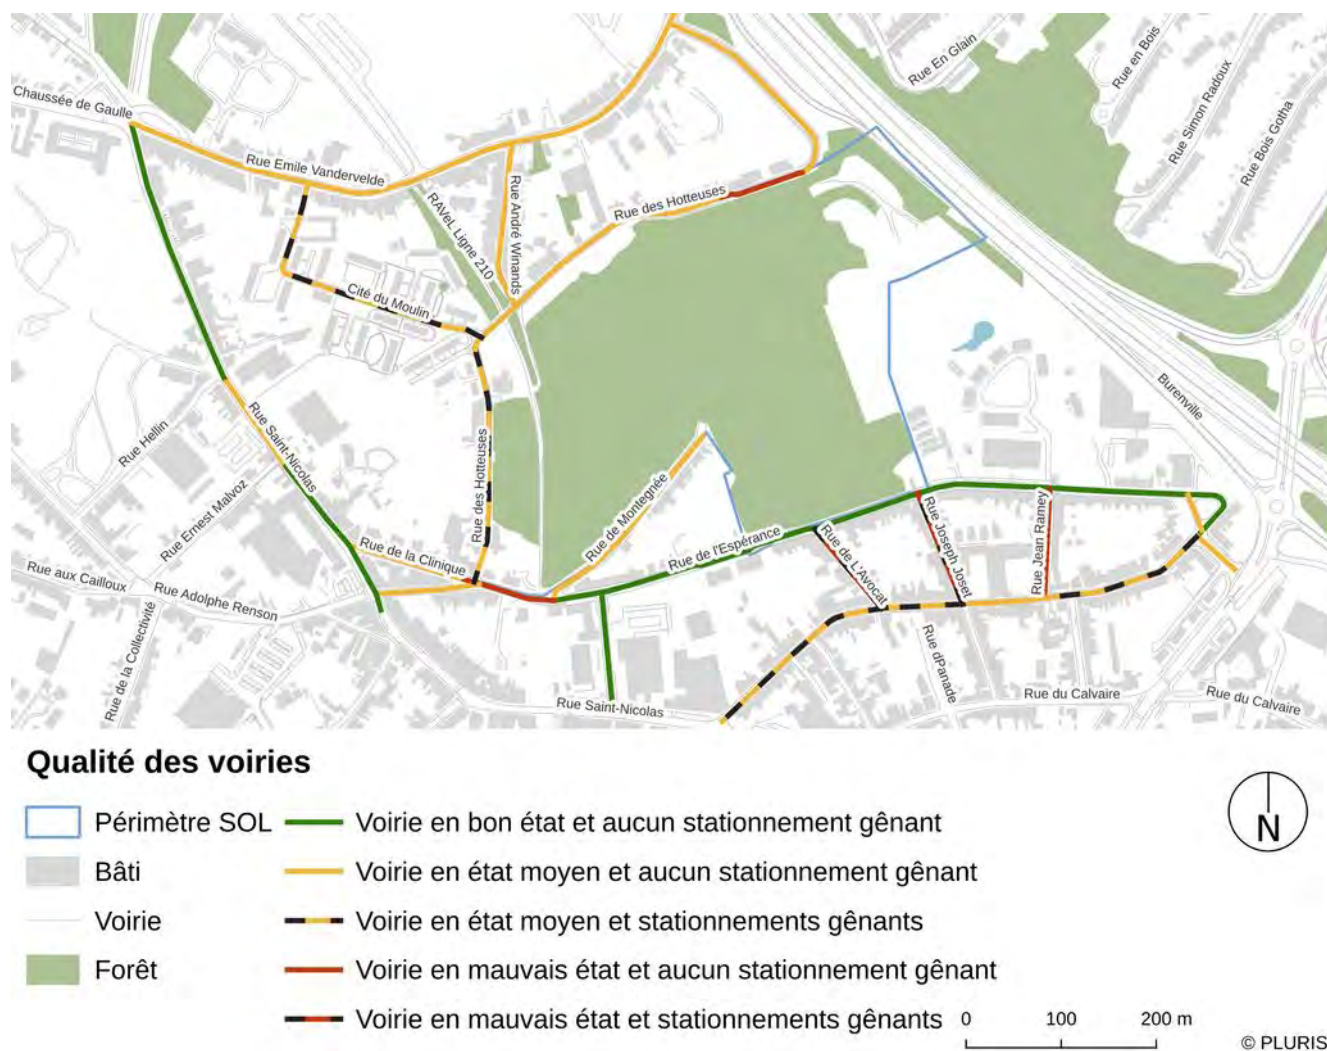 Chaussée de Gaulle
Rue En Glain
Rue en Bois
Rue Simon Radoux
Rue Bois Gotha
Rue Emile Vandervelde
RAVeL Ligne 210
Rue André Winands
Rue des Hotteuses
Cité du Moulin
Burenville
Rue Hellin
Rue Saint-Nicolas
Rue Ernest Malvoz
Rue des Hotteuses
Rue de Montegnée
Rue de la Clinique
Rue de l'Espérance
Rue de L'Avocat
Rue Joseph Joset
Rue Jean Ramey
Rue aux Cailloux
Rue Adolphe Renson
Rue de la Collectivité
Rue dPanade
Rue Saint-Nicolas
Rue du Calvaire
Rue du Calvaire
Qualité des voiries
Périmètre SOL
Bâti
Voirie
Forêt
Voirie en bon état et aucun stationnement gênant
Voirie en état moyen et aucun stationnement gênant
Voirie en état moyen et stationnements gênants
Voirie en mauvais état et aucun stationnement gênant
Voirie en mauvais état et stationnements gênants
N
0 100 200 m
© PLURIS